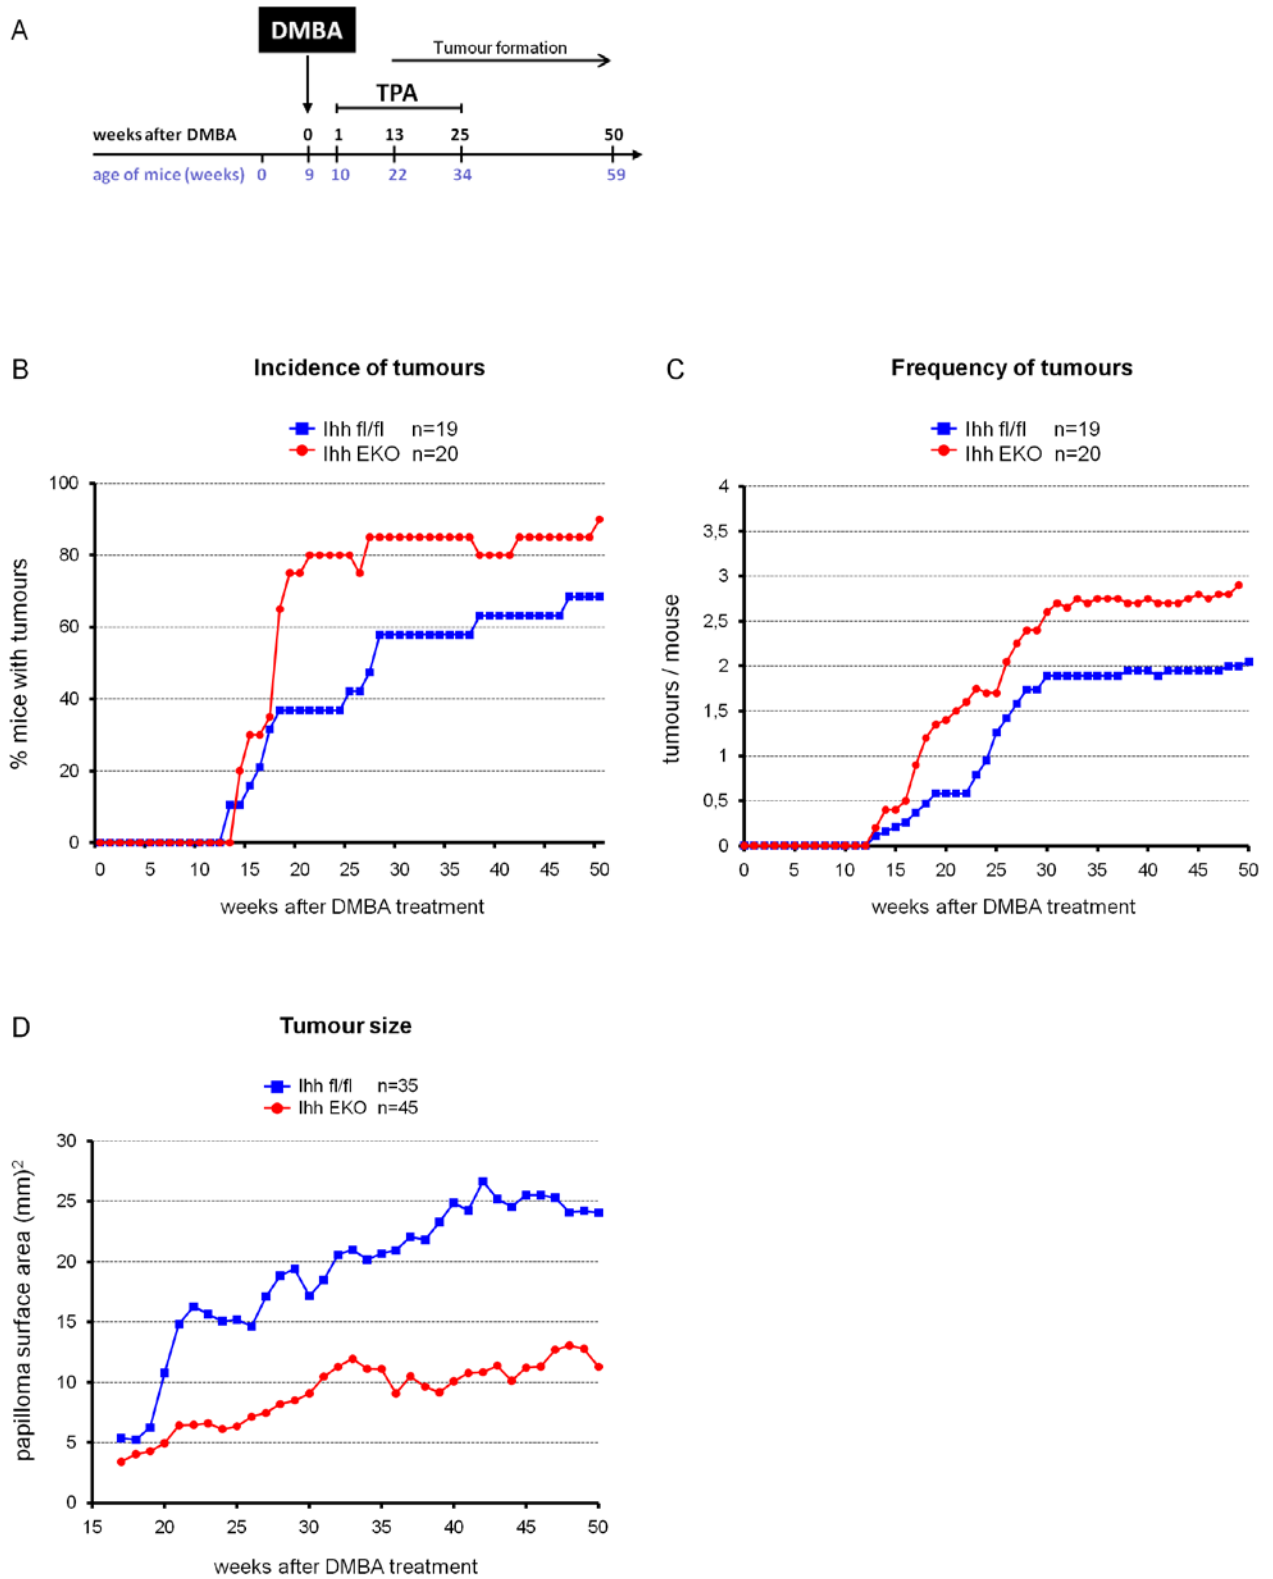 A
DMBA
Tumour formation
TPA
weeks after DMBA 0 1 13 25 50
age of mice (weeks) 0 9 10 22 34 59
B
Incidence of tumours
Ihh fl/fl n=19
Ihh EKO n=20
% mice with tumours
100
80
60
40
20
0
0 5 10 15 20 25 30 35 40 45 50
weeks after DMBA treatment
C
Frequency of tumours
Ihh fl/fl n=19
Ihh EKO n=20
tumours / mouse
4
3,5
3
2,5
2
1,5
1
0,5
0
0 5 10 15 20 25 30 35 40 45 50
weeks after DMBA treatment
D
Tumour size
Ihh fl/fl n=35
Ihh EKO n=45
papilloma surface area (mm)²
30
25
20
15
10
5
0
15 20 25 30 35 40 45 50
weeks after DMBA treatment